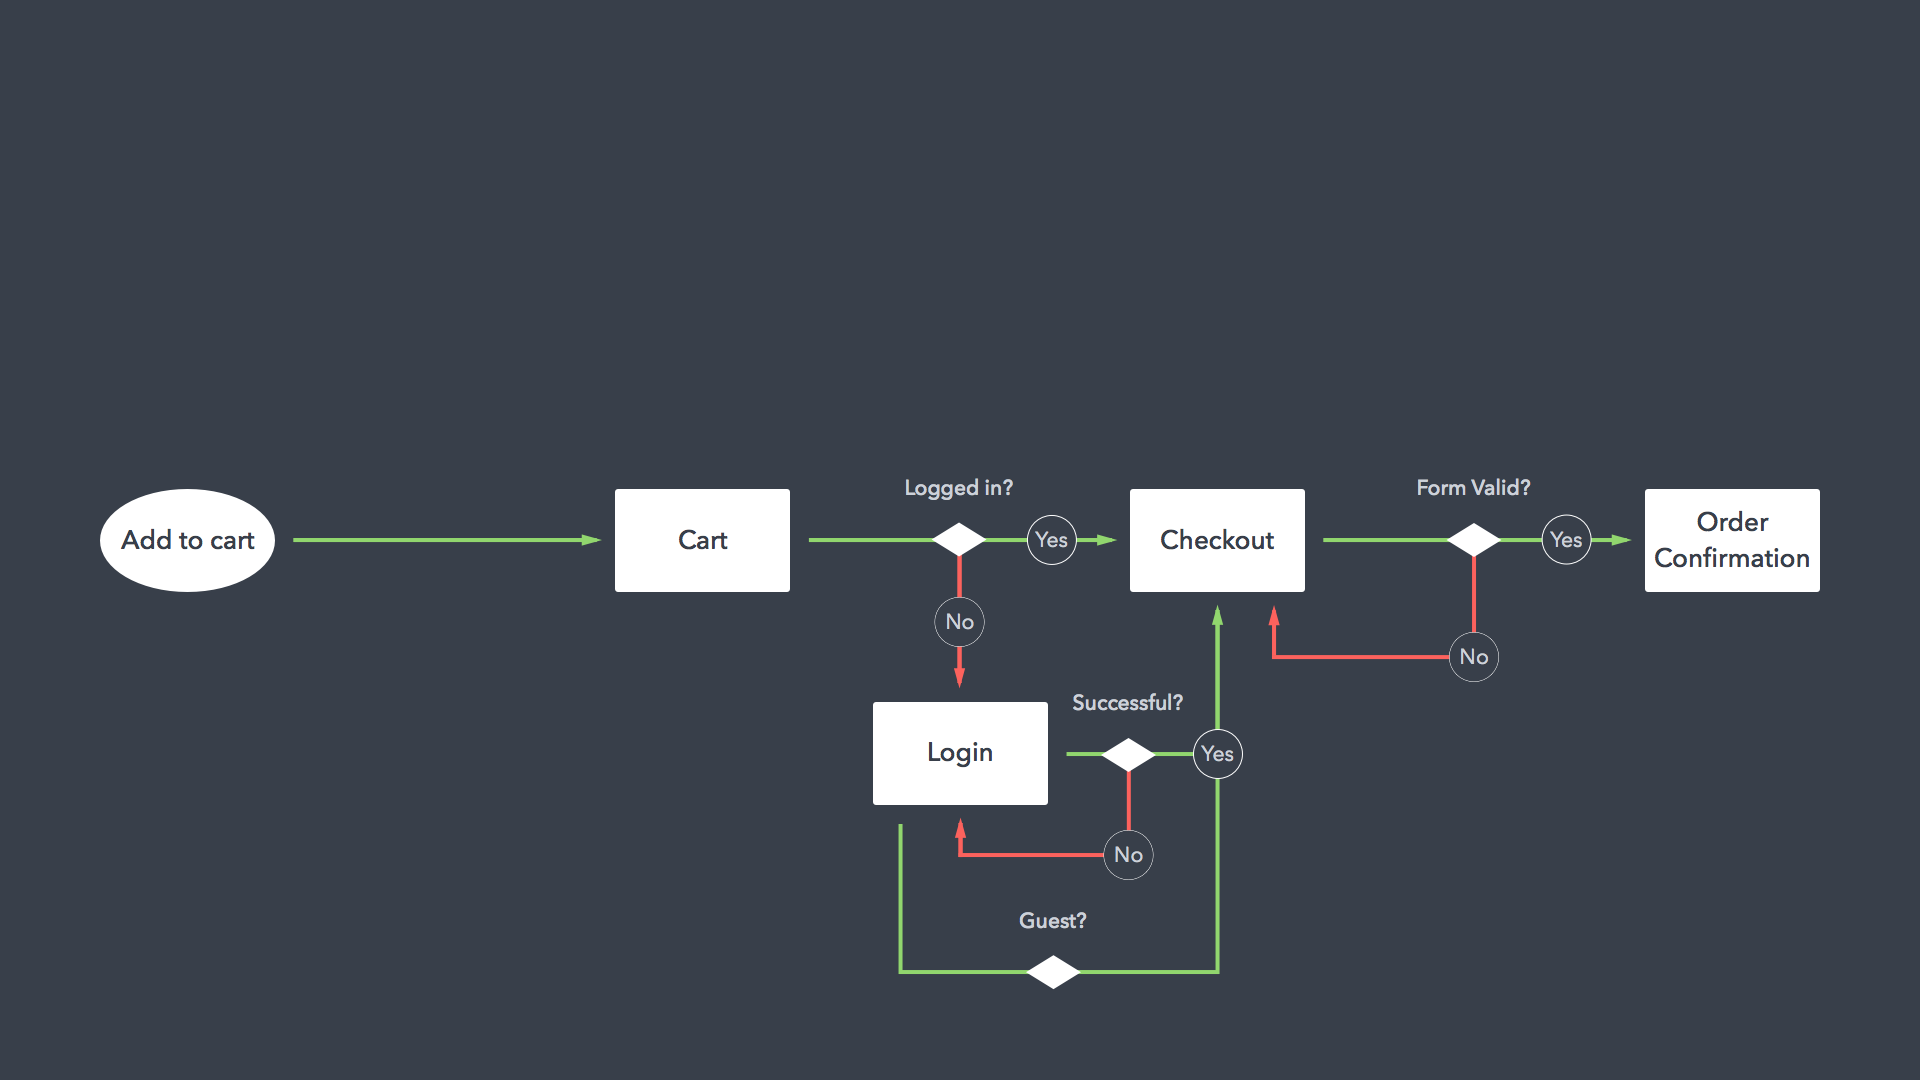 Logged in?
Form Valid?
Add to cart
Cart
Yes
Checkout
Yes
Order
Confirmation
No
No
Successful?
Login
Yes
No
Guest?